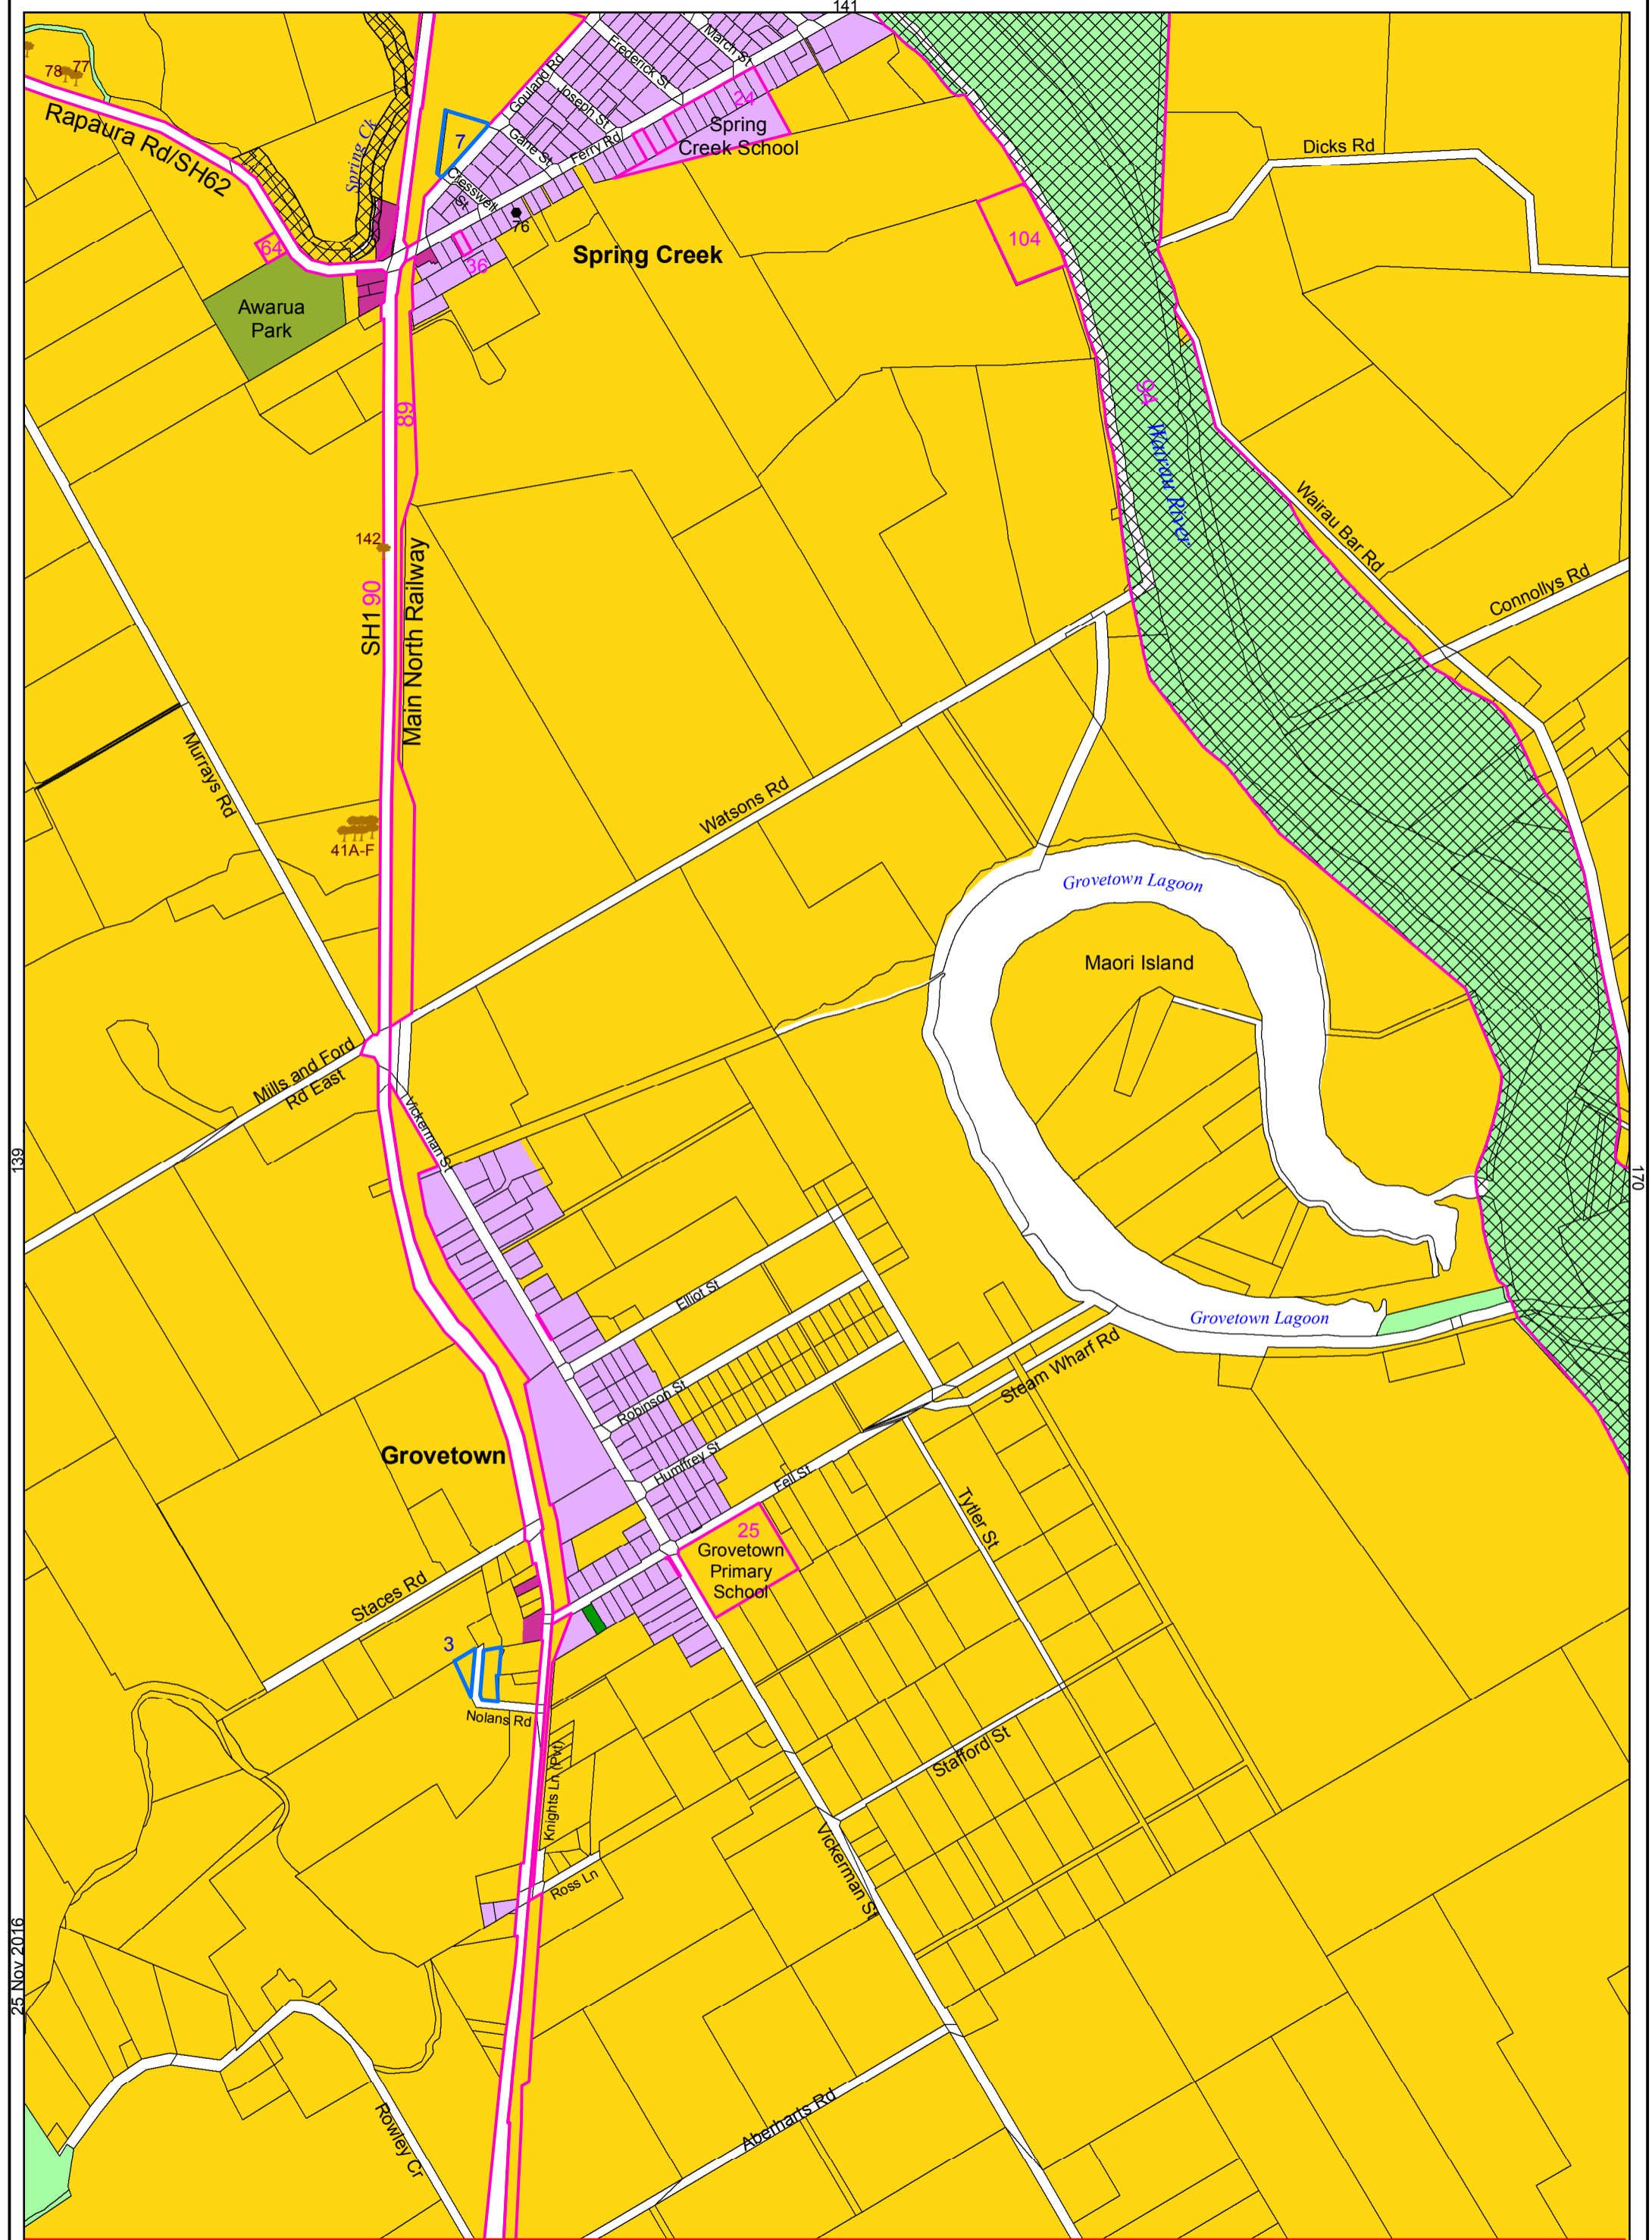 141
78
77
Rapaura Rd/SH62
Spring Ck
7
Gouland Rd
Frederick St
March St
Joseph St
Gane St
Ferry Rd
Cresswell
St
24
Spring
Creek School
76
36
Spring Creek
64
Awarua
Park
104
Dicks Rd
94
Wairau River
Wairau Bar Rd
Connollys Rd
89
142
SH1
90
Main North Railway
Murrays Rd
41A-F
Watsons Rd
Grovetown Lagoon
Maori Island
Mills and Ford
Rd East
Vickerman St
139
170
Elliot St
Grovetown Lagoon
Robinson St
Steam Wharf Rd
Grovetown
Humffrey St
Fell St
Tytler St
25
Grovetown
Primary
School
Staces Rd
3
Nolans Rd
Knights Ln (Pvt)
Stafford St
Vickerman St
Ross Ln
25 Nov 2016
Rowley Cr
Aberharts Rd